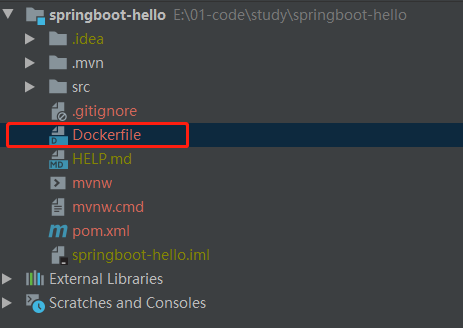 springboot-hello E:\01-code\study\springboot-hello
.idea
.mvn
src
.gitignore
Dockerfile
HELP.md
mvnw
mvnw.cmd
pom.xml
springboot-hello.iml
External Libraries
Scratches and Consoles